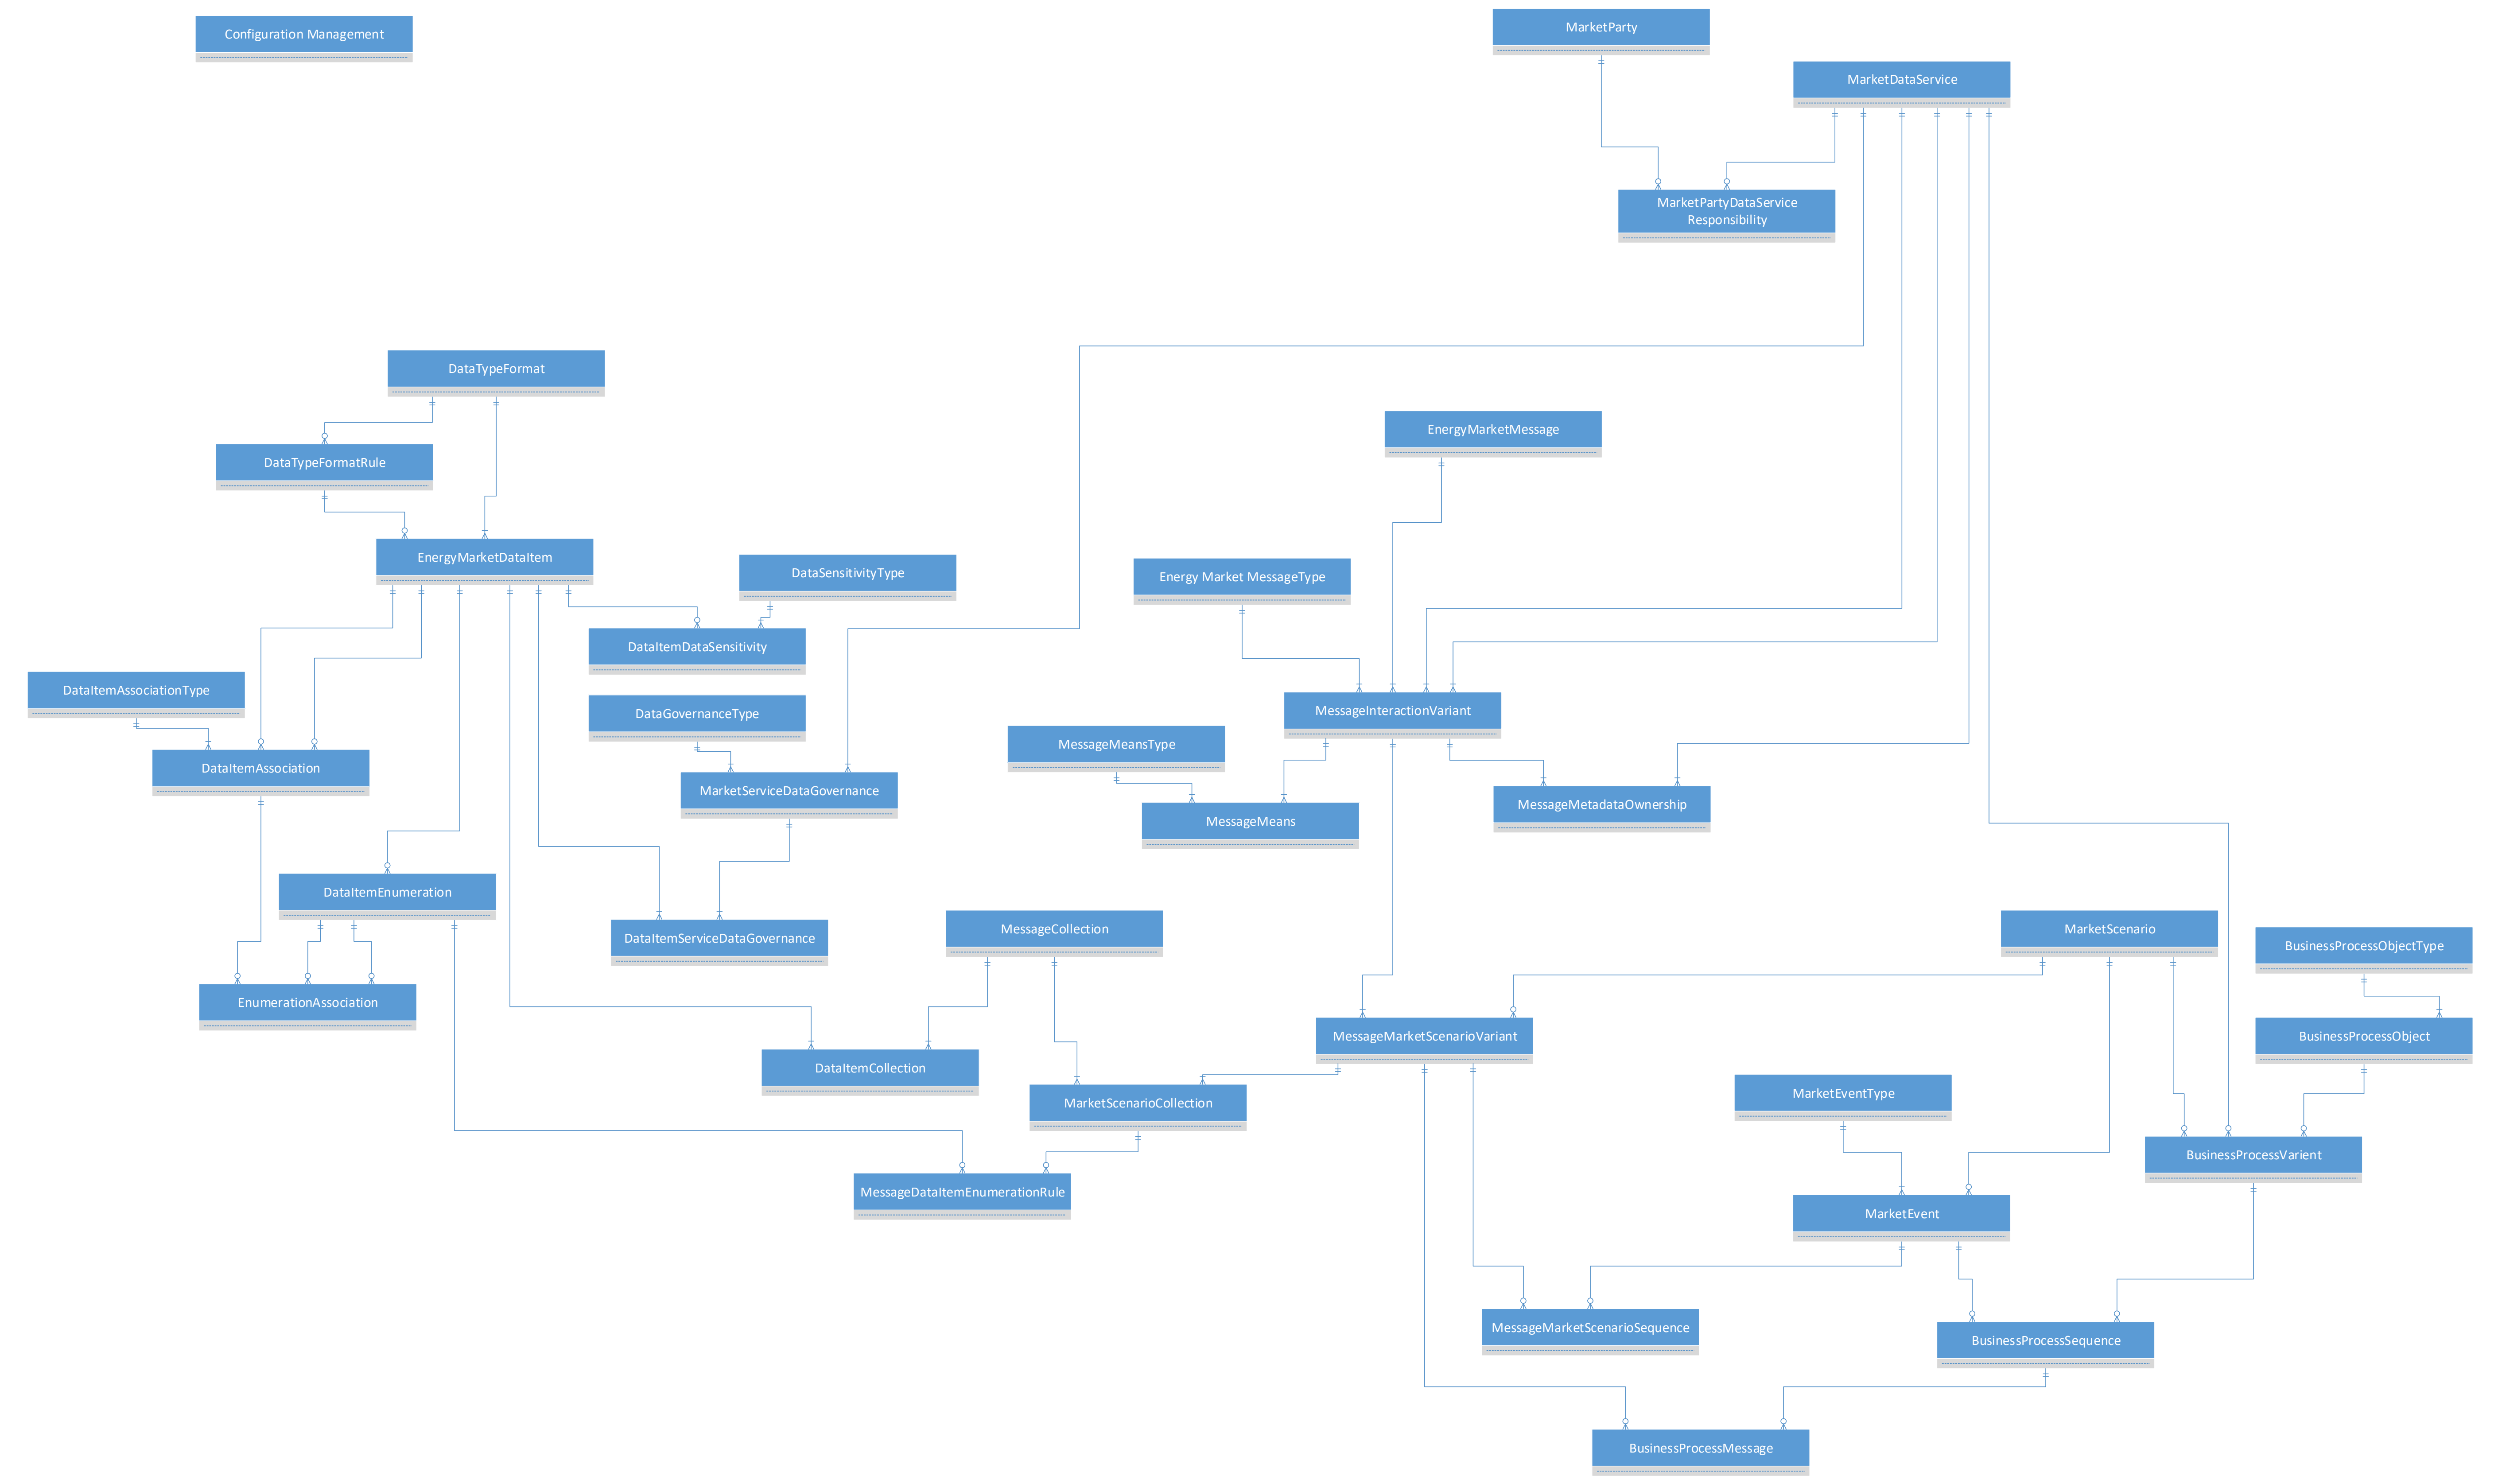 Configuration Management
MarketParty
MarketDataService
MarketPartyDataService
Responsibility
DataTypeFormat
EnergyMarketMessage
DataTypeFormatRule
EnergyMarketDataItem
DataSensitivityType
Energy Market MessageType
DataItemDataSensitivity
DataItemAssociationType
DataGovernanceType
MessageInteractionVariant
MessageMeansType
DataItemAssociation
MarketServiceDataGovernance
MessageMetadataOwnership
MessageMeans
DataItemEnumeration
DataItemServiceDataGovernance
MessageCollection
MarketScenario
BusinessProcessObjectType
EnumerationAssociation
MessageMarketScenarioVariant
BusinessProcessObject
DataItemCollection
MarketScenarioCollection
MarketEventType
BusinessProcessVarient
MessageDataItemEnumerationRule
MarketEvent
MessageMarketScenarioSequence
BusinessProcessSequence
BusinessProcessMessage